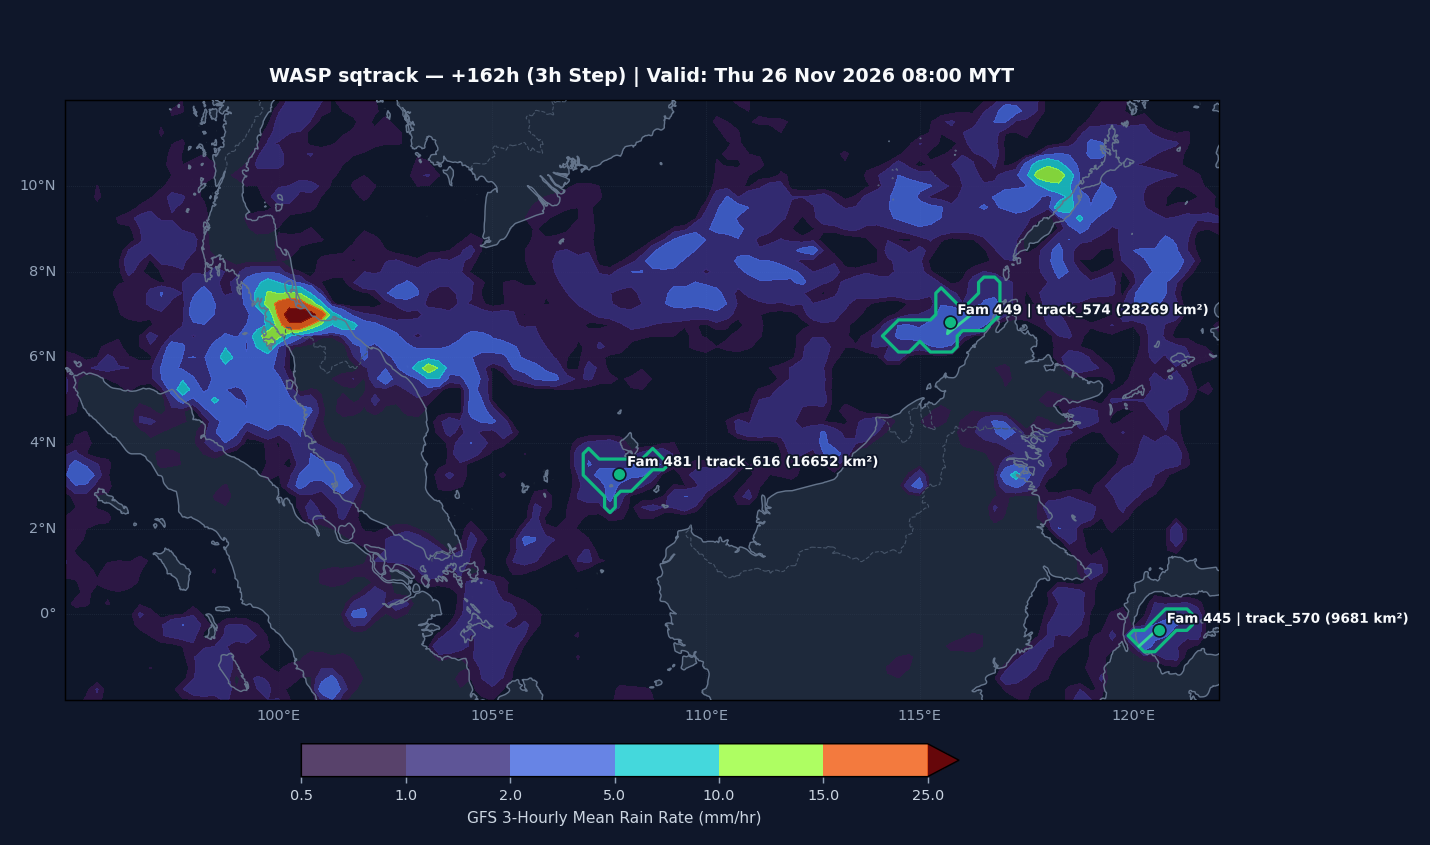 WASP sqtrack — +162h (3h Step) | Valid: Thu 26 Nov 2026 08:00 MYT
10°N
8°N
6°N
4°N
2°N
0°
Fam 449 | track_574 (28269 km²)
Fam 481 | track_616 (16652 km²)
Fam 445 | track_570 (9681 km²)
100°E 105°E 110°E 115°E 120°E
0.5 1.0 2.0 5.0 10.0 15.0 25.0
GFS 3-Hourly Mean Rain Rate (mm/hr)